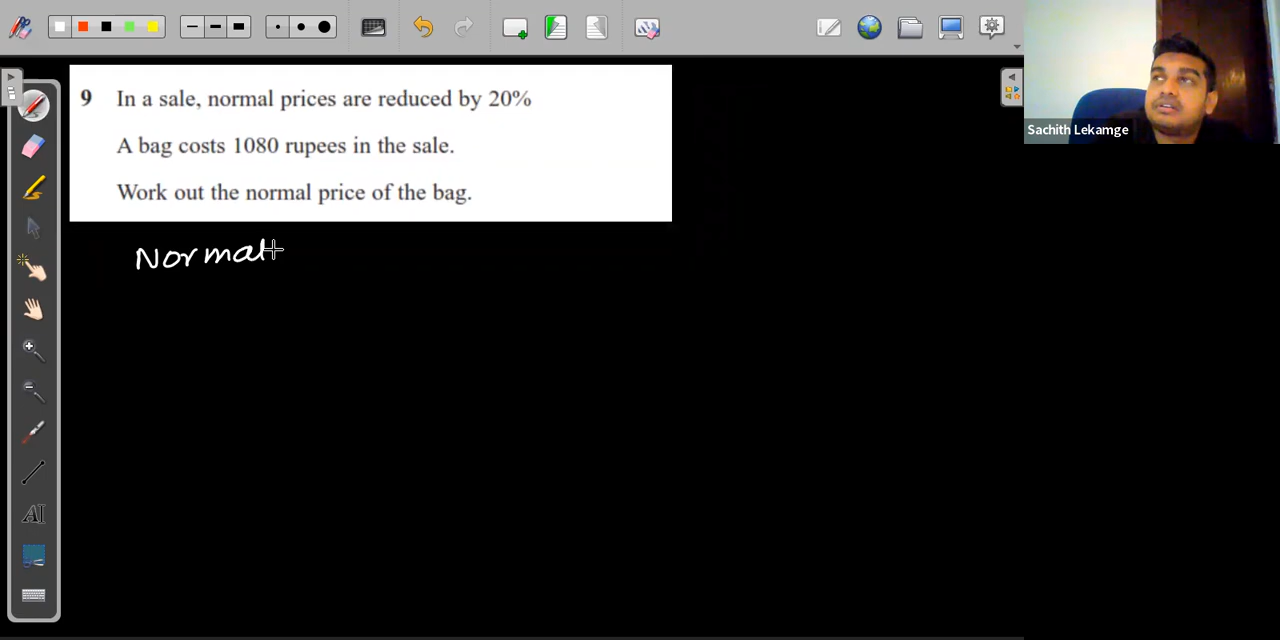 9 In a sale, normal prices are reduced by 20%
A bag costs 1080 rupees in the sale.
Work out the normal price of the bag.
Normal
Sachith Lekamge
AI